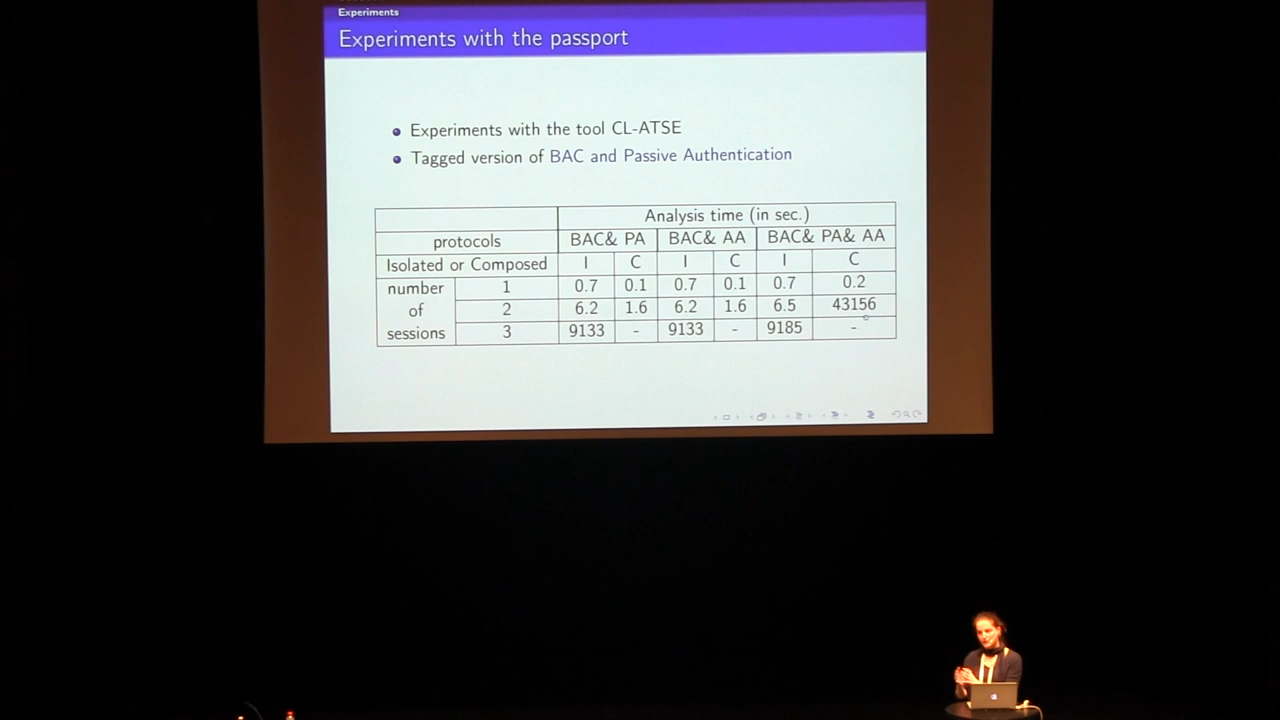 Experiments
Experiments with the passport
Experiments with the tool CL-ATSE
Tagged version of BAC and Passive Authentication
Analysis time (in sec.)
protocols BAC& PA BAC& AA BAC& PA& AA
Isolated or Composed I C I C I C
number of sessions
1 0.7 0.1 0.7 0.1 0.7 0.2
2 6.2 1.6 6.2 1.6 6.5 43156
3 9133 - 9133 - 9185 -